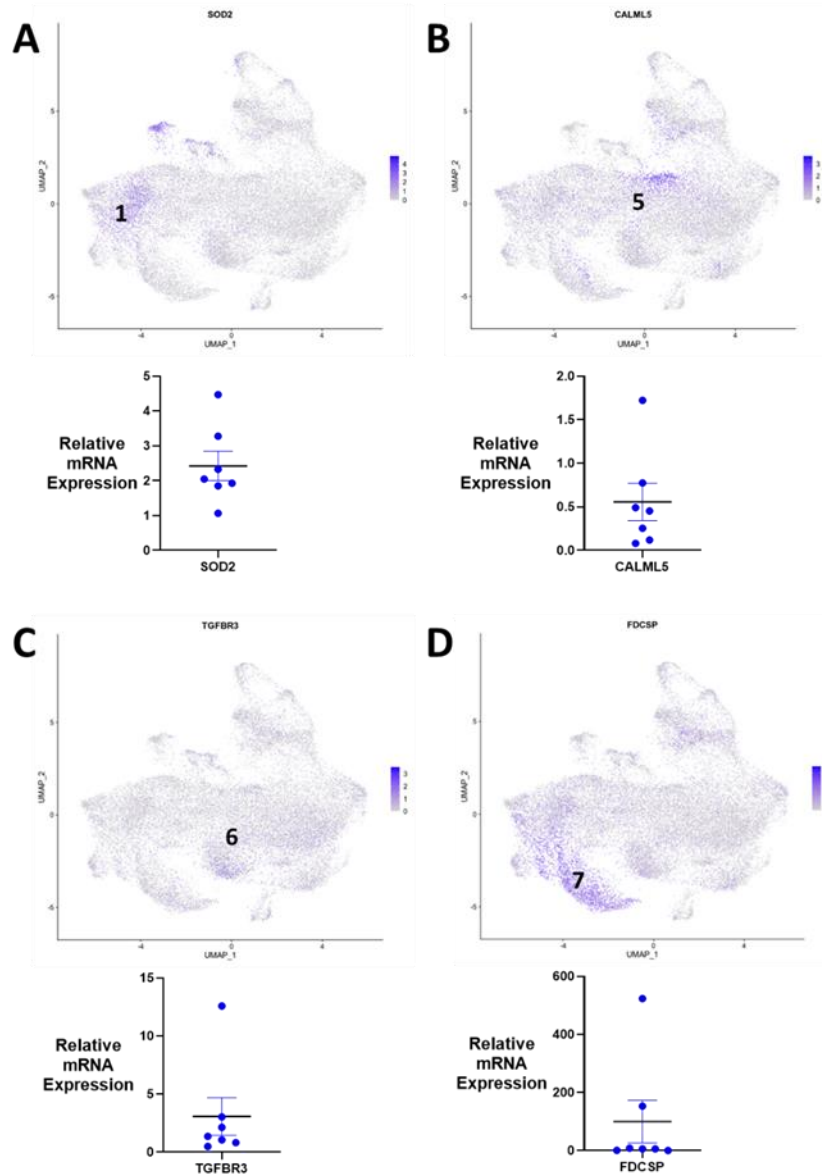 A
SOD2
5
0
-5
UMAP_2
-4
0
4
UMAP_1
4
3
2
1
0
1
B
CALML5
5
0
-5
UMAP_2
-4
0
4
UMAP_1
3
2
1
0
5
Relative
mRNA
Expression
5
4
3
2
1
0
SOD2
Relative
mRNA
Expression
2.0
1.5
1.0
0.5
0.0
CALML5
C
TGFBR3
5
0
-5
UMAP_2
-4
0
4
UMAP_1
3
2
1
0
6
D
FDCSP
5
0
-5
UMAP_2
-4
0
4
UMAP_1
7
Relative
mRNA
Expression
15
10
5
0
TGFBR3
Relative
mRNA
Expression
600
400
200
0
FDCSP